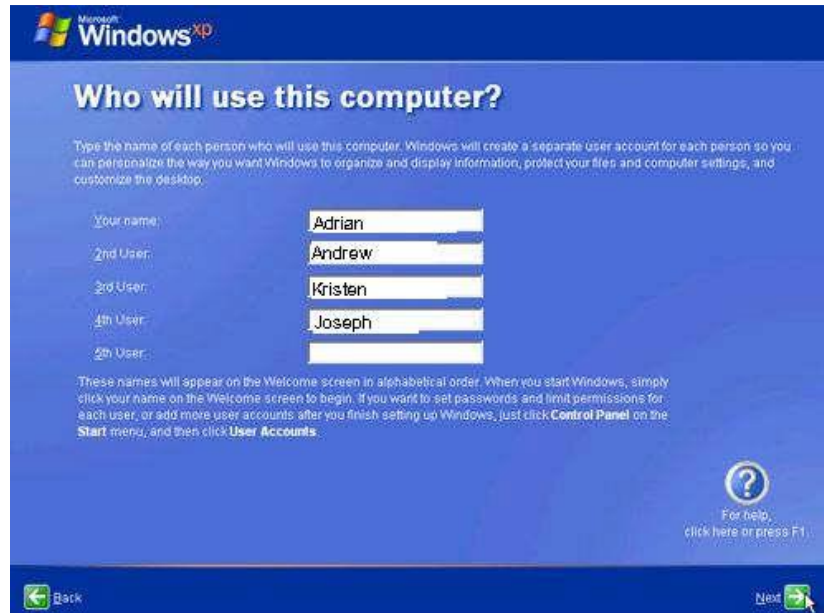 Microsoft
Windows xp
Who will use this computer?
Type the name of each person who will use this computer. Windows will create a separate user account for each person so you
can personalize the way you want Windows to organize and display information, protect your files and computer settings, and
customize the desktop.
Your name: Adrian
2nd User: Andrew
3rd User: Kristen
4th User: Joseph
5th User:
These names will appear on the Welcome screen in alphabetical order. When you start Windows, simply
click your name on the Welcome screen to begin. If you want to set passwords and limit permissions for
each user, or add more user accounts after you finish setting up Windows, just click Control Panel on the
Start menu, and then click User Accounts.
For help,
click here or press F1.
Back
Next